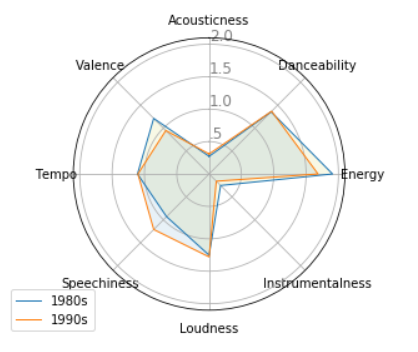 Acousticness
2.0
Valence
Danceability
1.5
1.0
.5
Tempo
Energy
Speechiness
Instrumentalness
1980s
1990s
Loudness